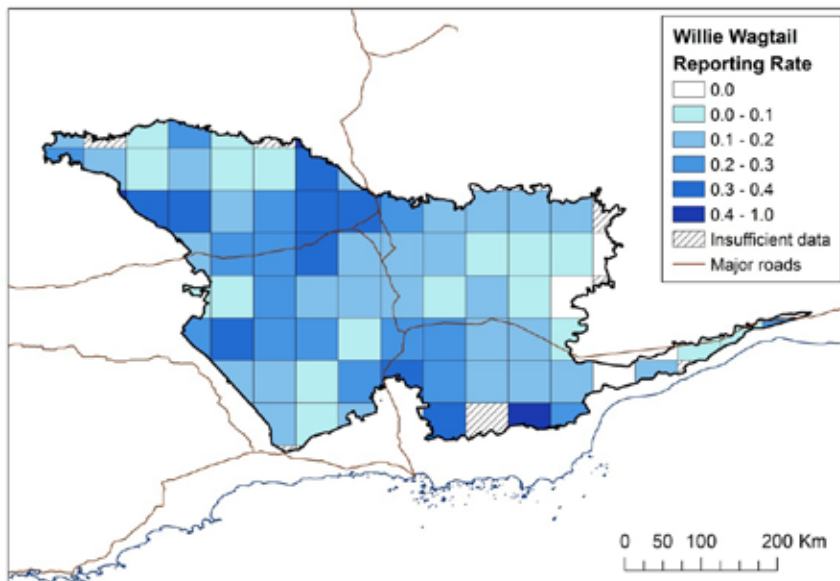 Willie Wagtail
Reporting Rate
0.0
0.0 - 0.1
0.1 - 0.2
0.2 - 0.3
0.3 - 0.4
0.4 - 1.0
Insufficient data
Major roads
0 50 100 200 Km